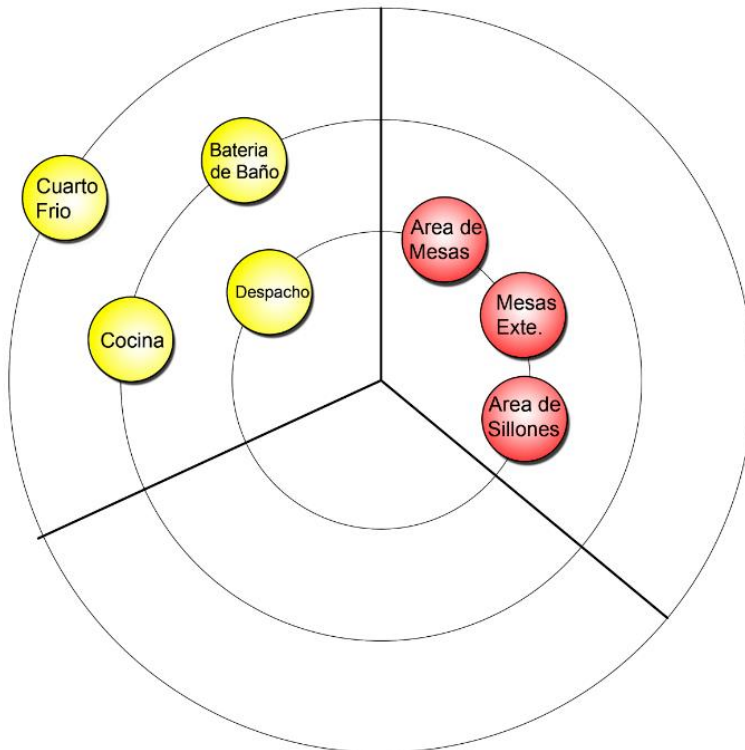 Bateria
de Baño
Cuarto
Frio
Area de
Mesas
Despacho
Mesas
Exte.
Cocina
Area de
Sillones